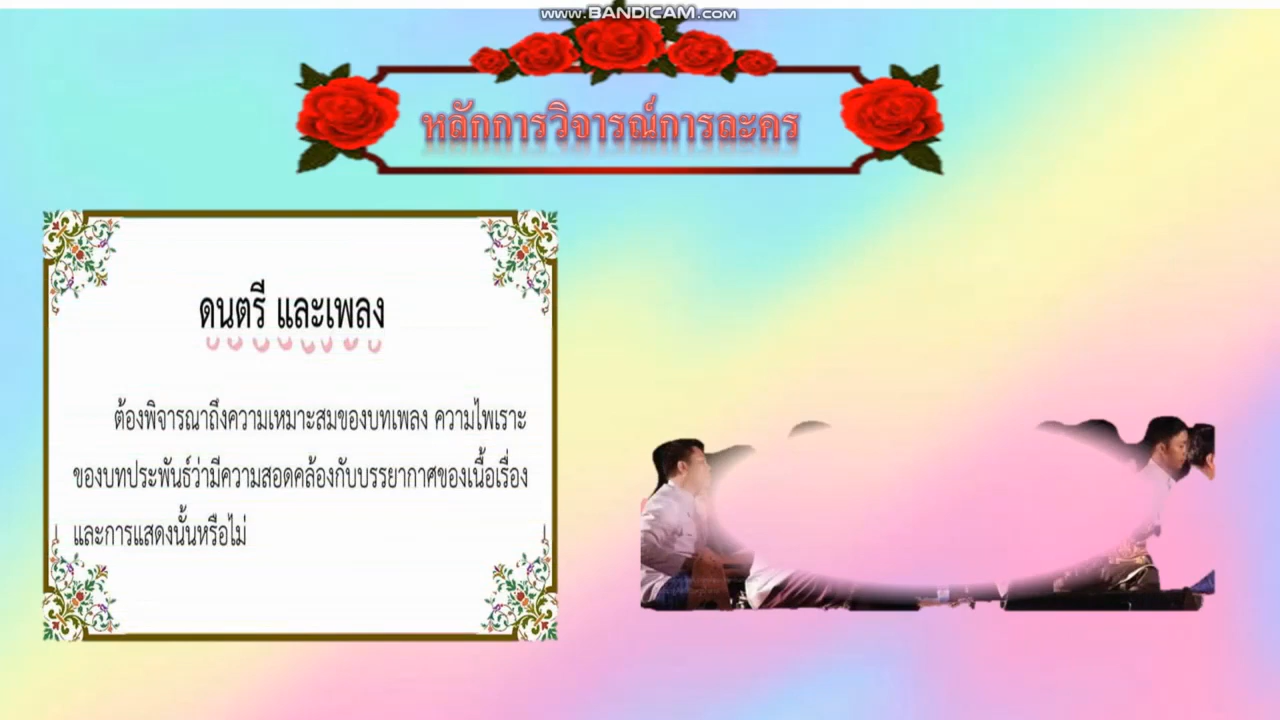 www.BANDICAM.com
หลักการวิจารณ์การละคร
ดนตรี และเพลง
ต้องพิจารณาถึงความเหมาะสมของบทเพลง ความไพเราะ
ของบทประพันธ์ว่ามีความสอดคล้องกับบรรยากาศของเนื้อเรื่อง
และการแสดงนั้นหรือไม่